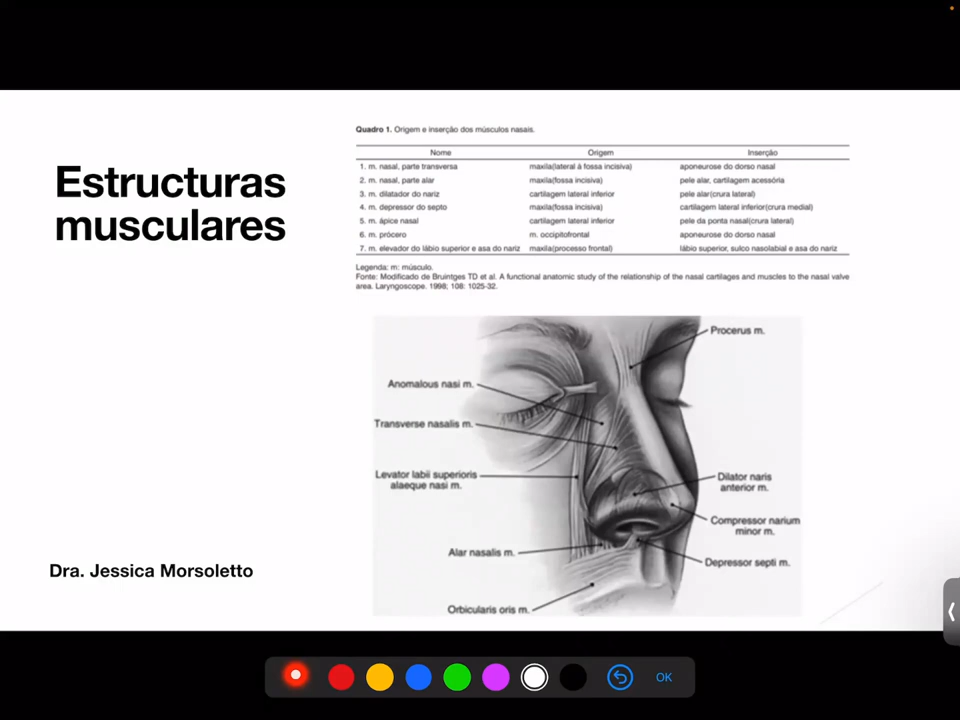 Estructuras
musculares
Quadro 1. Origem e inserção dos músculos nasais.
Nome Origem Inserção
1. m. nasal, parte transversa maxila(lateral à fossa incisiva) aponeurose do dorso nasal
2. m. nasal, parte alar maxila(fossa incisiva) pele alar, cartilagem acessória
3. m. dilatador do nariz cartilagem lateral inferior pele alar(crura lateral)
4. m. depressor do septo maxila(fossa incisiva) cartilagem lateral inferior(crura medial)
5. m. ápice nasal cartilagem lateral inferior pele da ponta nasal(crura lateral)
6. m. prócero m. occipitofrontal aponeurose do dorso nasal
7. m. elevador do lábio superior e asa do nariz maxila(processo frontal) lábio superior, sulco nasolabial e asa do nariz
Legenda: m: músculo.
Fonte: Modificado de Bruintges TD et al. A functional anatomic study of the relationship of the nasal cartilages and muscles to the nasal valve
area. Laryngoscope. 1998; 108: 1025-32.
Procerus m.
Anomalous nasi m.
Transverse nasalis m.
Levator labii superioris
alaeque nasi m.
Dilator naris
anterior m.
Compressor narium
minor m.
Alar nasalis m.
Depressor septi m.
Orbicularis oris m.
Dra. Jessica Morsoletto
OK